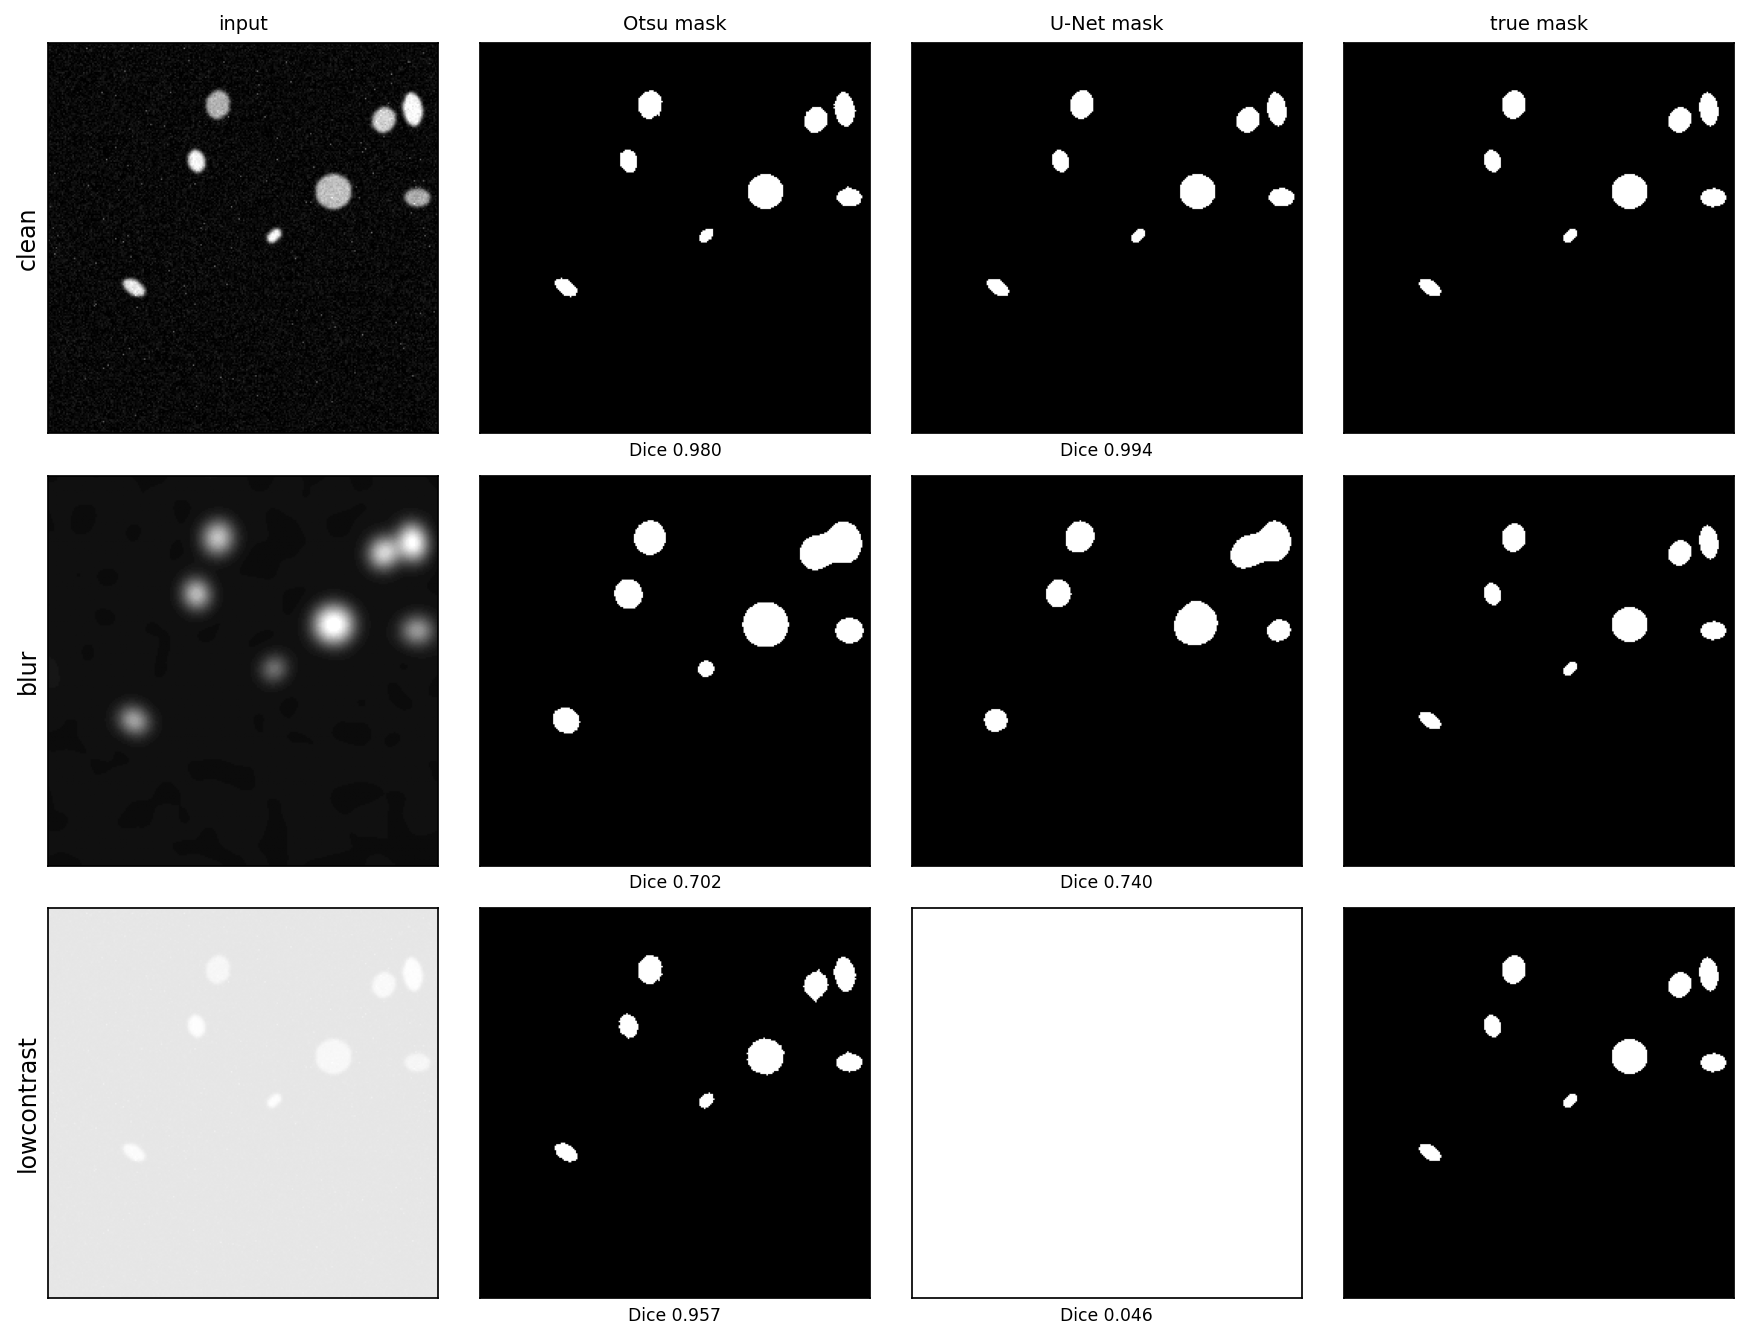 input
Otsu mask
U-Net mask
true mask
clean
Dice 0.980
Dice 0.994
blur
Dice 0.702
Dice 0.740
lowcontrast
Dice 0.957
Dice 0.046